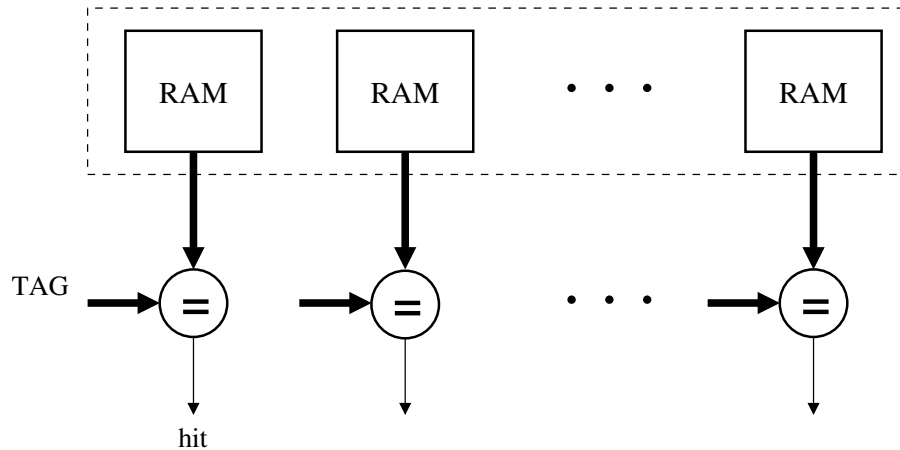 RAM RAM . . . RAM
TAG = = . . . =
hit